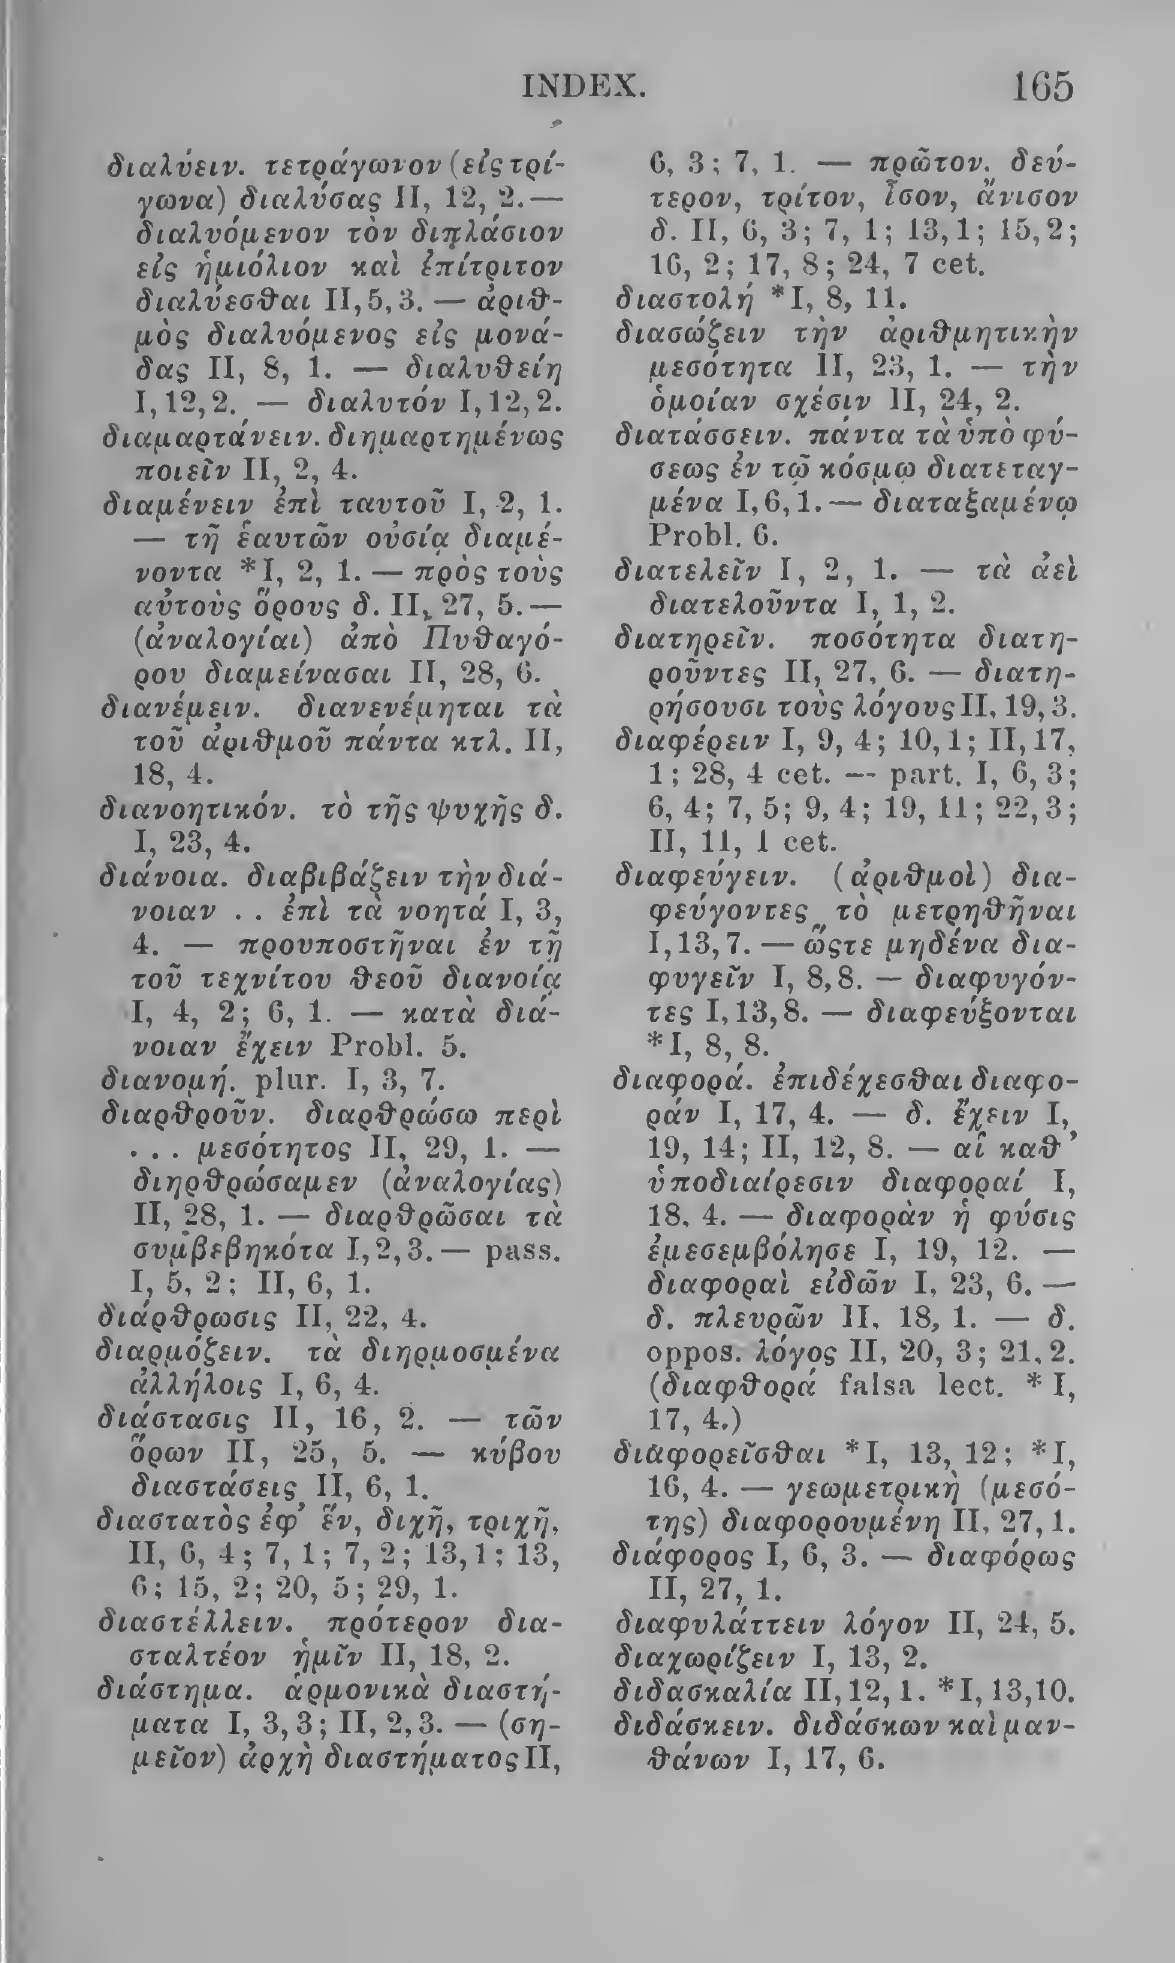 INDEX.
165
διαλύειν. τετράγωνον (εἰς τρί-
γωνα) διαλύσας II, 12, 2. —
διαλυόμενον τὸν διπλάσιον
εἰς ἡμιόλιον καὶ ἐπίτριτον
διαλύεσθαι II, 5, 3. — ἀριθ-
μὸς διαλυόμενος εἰς μονά-
δας II, 8, 1. — διαλυθείη
I, 12, 2. — διαλυτόν I, 12, 2.
διαμαρτάνειν. διημαρτημένως
ποιεῖν II, 2, 4.
διαμένειν ἐπὶ ταυτοῦ I, 2, 1.
— τῇ ἑαυτῶν οὐσίᾳ διαμέ-
νοντα *I, 2, 1. — πρὸς τοὺς
αὐτοὺς ὅρους δ. II, 27, 5. —
(ἀναλογίαι) ἀπὸ Πυθαγό-
ρου διαμείνασαι II, 28, 6.
διανέμειν. διανενέμηται τὰ
τοῦ ἀριθμοῦ πάντα κτλ. II,
18, 4.
διανοητικόν. τὸ τῆς ψυχῆς δ.
I, 23, 4.
διάνοια. διαβιβάζειν τὴν διά-
νοιαν . . ἐπὶ τὰ νοητά I, 3,
4. — προυποστῆναι ἐν τῇ
τοῦ τεχνίτου θεοῦ διανοίᾳ
I, 4, 2; 6, 1. — κατὰ διά-
νοιαν ἔχειν Probl. 5.
διανομή. plur. I, 3, 7.
διαρθροῦν. διαρθρώσω περὶ
. . . μεσότητος II, 29, 1. —
διηρθρώσαμεν (ἀναλογίας)
II, 28, 1. — διαρθρῶσαι τὰ
συμβεβηκότα I, 2, 3. — pass.
I, 5, 2; II, 6, 1.
διάρθρωσις II, 22, 4.
διαρμόζειν. τὰ διηρμοσμένα
ἀλλήλοις I, 6, 4.
διάστασις II, 16, 2. — τῶν
ὅρων II, 25, 5. — κύβου
διαστάσεις II, 6, 1.
διαστατὸς ἐφ' ἕν, διχῆ, τριχῆ,
II, 6, 4; 7, 1; 7, 2; 13, 1; 13,
6; 15, 2; 20, 5; 29, 1.
διαστέλλειν. πρότερον δια-
σταλτέον ἡμῖν II, 18, 2.
διάστημα. ἁρμονικὰ διαστή-
ματα I, 3, 3; II, 2, 3. — (ση-
μεῖον) ἀρχὴ διαστήματος II,
6, 3; 7, 1. — πρῶτον, δεύ-
τερον, τρίτον, ἴσον, ἄνισον
δ. II, 6, 3; 7, 1; 13, 1; 15, 2;
16, 2; 17, 8; 24, 7 cet.
διαστολή *I, 8, 11.
διασώζειν τὴν ἀριθμητικὴν
μεσότητα II, 23, 1. — τὴν
ὁμοίαν σχέσιν II, 24, 2.
διατάσσειν. πάντα τὰ ὑπὸ φύ-
σεως ἐν τῷ κόσμῳ διατεταγ-
μένα I, 6, 1. — διαταξαμένῳ
Probl. 6.
διατελεῖν I, 2, 1. — τὰ ἀεὶ
διατελοῦντα I, 1, 2.
διατηρεῖν. ποσότητα διατη-
ροῦντες II, 27, 6. — διατη-
ρήσουσι τοὺς λόγους II, 19, 3.
διαφέρειν I, 9, 4; 10, 1; II, 17,
1; 28, 4 cet. — part. I, 6, 3;
6, 4; 7, 5; 9, 4; 19, 11; 22, 3;
II, 11, 1 cet.
διαφεύγειν. (ἀριθμοὶ) δια-
φεύγοντες τὸ μετρηθῆναι
I, 13, 7. — ὥςτε μηδένα δια-
φυγεῖν I, 8, 8. — διαφυγόν-
τες I, 13, 8. — διαφεύξονται
*I, 8, 8.
διαφορά. ἐπιδέχεσθαι διαφο-
ράν I, 17, 4. — δ. ἔχειν I,
19, 14; II, 12, 8. — αἱ καθ'
ὑποδιαίρεσιν διαφοραί I,
18, 4. — διαφορὰν ἡ φύσις
ἐμεσεμβόλησε I, 19, 12. —
διαφοραὶ εἰδῶν I, 23, 6. —
δ. πλευρῶν II, 18, 1. — δ.
oppos. λόγος II, 20, 3; 21, 2.
(διαφθορά falsa lect. * I,
17, 4.)
διαφορεῖσθαι *I, 13, 12; *I,
16, 4. — γεωμετρικὴ (μεσό-
της) διαφορουμένη II, 27, 1.
διάφορος I, 6, 3. — διαφόρως
II, 27, 1.
διαφυλάττειν λόγον II, 24, 5.
διαχωρίζειν I, 13, 2.
διδασκαλία II, 12, 1. *I, 13, 10.
διδάσκειν. διδάσκων καὶ μαν-
θάνων I, 17, 6.